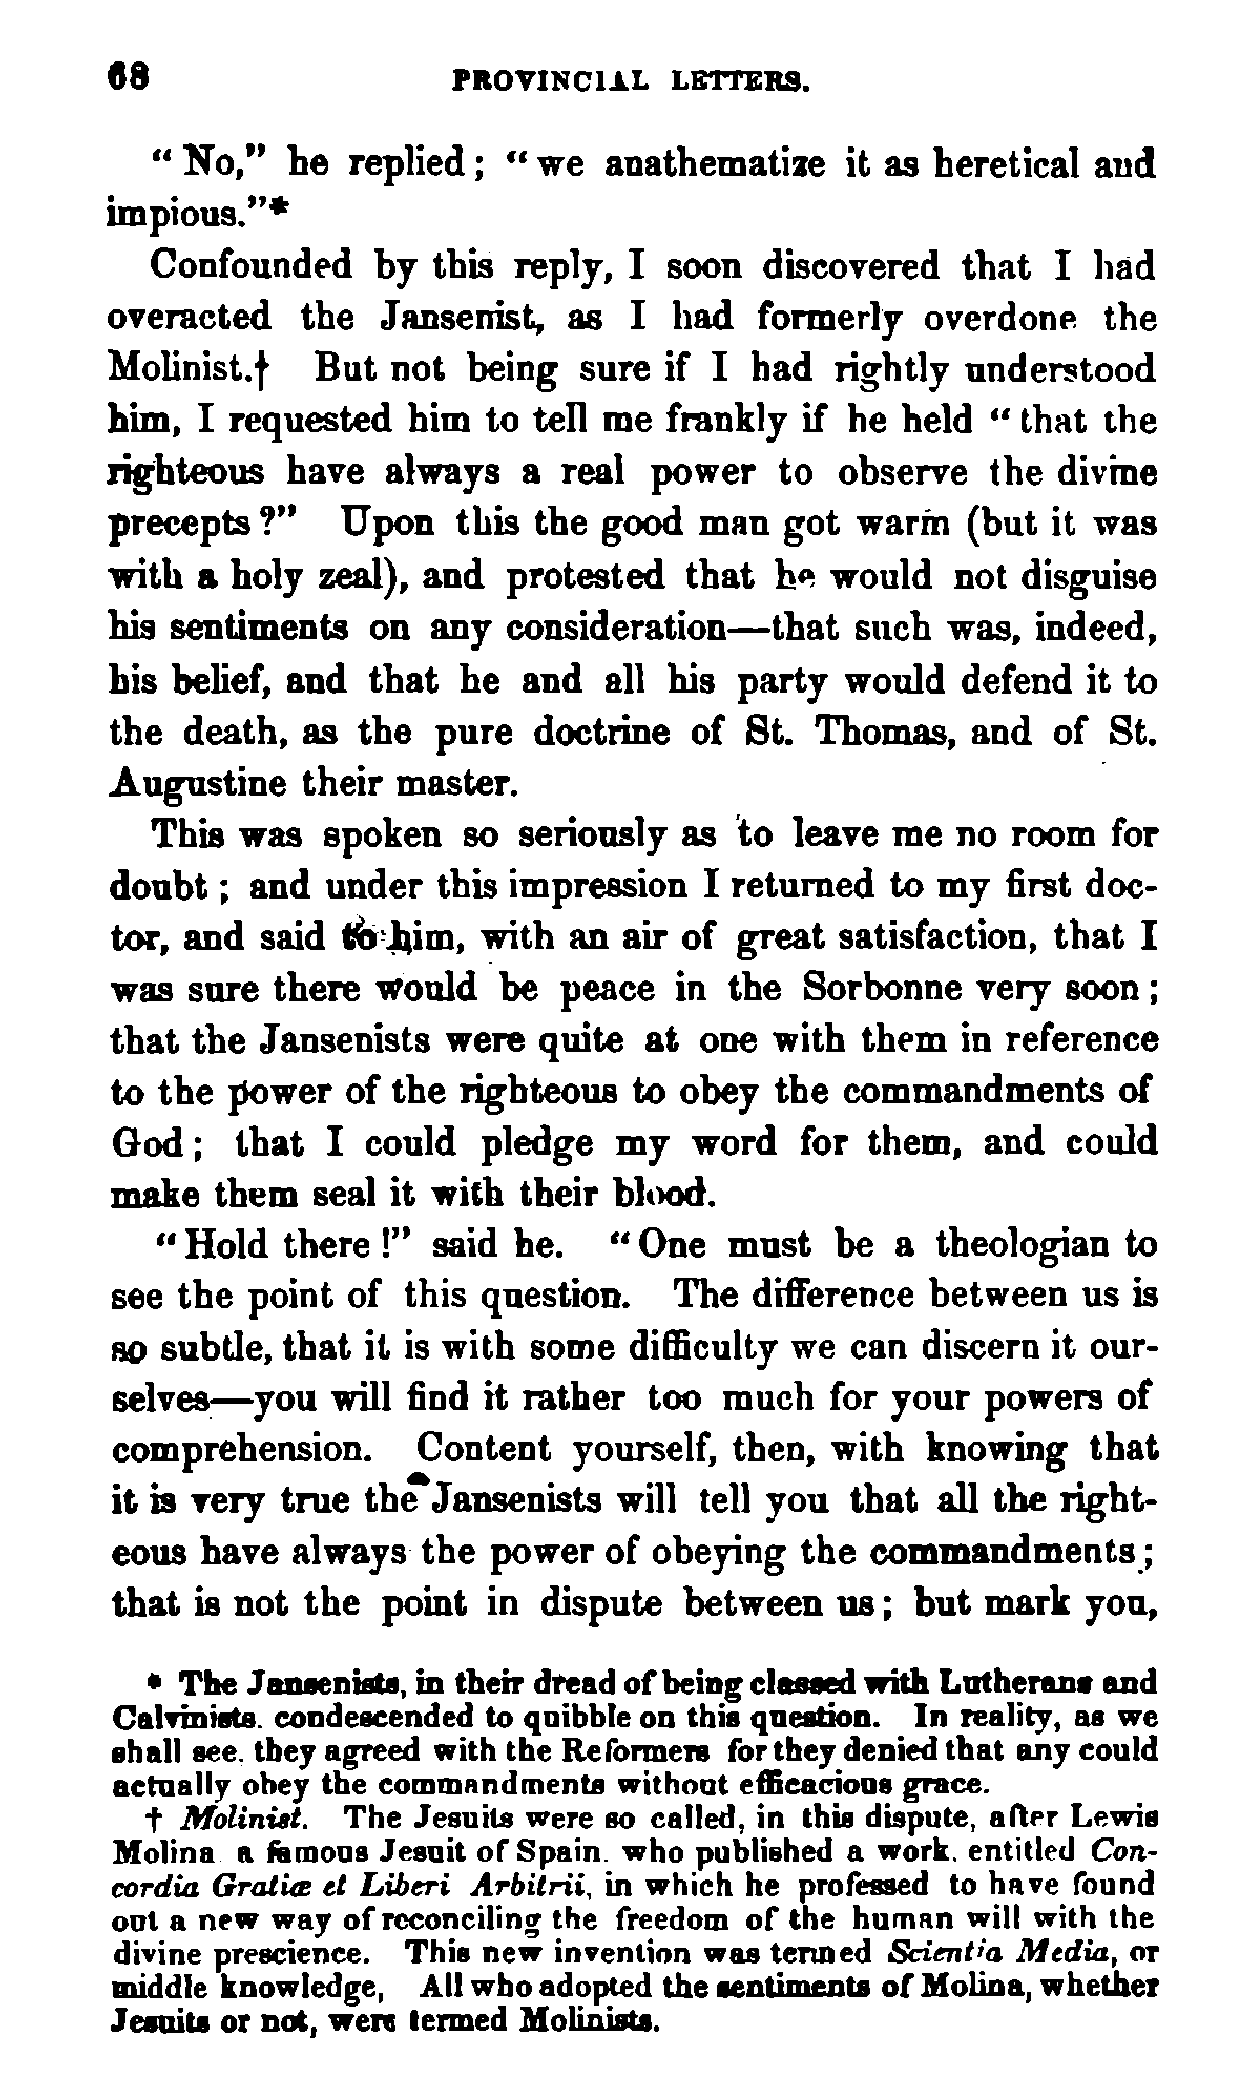 68 PROVINCIAL LETTERS.
"No," he replied; "we anathematize it as heretical and
impious."*
Confounded by this reply, I soon discovered that I had
overacted the Jansenist, as I had formerly overdone the
Molinist.† But not being sure if I had rightly understood
him, I requested him to tell me frankly if he held "that the
righteous have always a real power to observe the divine
precepts?" Upon this the good man got warm (but it was
with a holy zeal), and protested that he would not disguise
his sentiments on any consideration—that such was, indeed,
his belief, and that he and all his party would defend it to
the death, as the pure doctrine of St. Thomas, and of St.
Augustine their master.
This was spoken so seriously as to leave me no room for
doubt; and under this impression I returned to my first doc-
tor, and said to him, with an air of great satisfaction, that I
was sure there would be peace in the Sorbonne very soon;
that the Jansenists were quite at one with them in reference
to the power of the righteous to obey the commandments of
God; that I could pledge my word for them, and could
make them seal it with their blood.
"Hold there!" said he. "One must be a theologian to
see the point of this question. The difference between us is
so subtle, that it is with some difficulty we can discern it our-
selves—you will find it rather too much for your powers of
comprehension. Content yourself, then, with knowing that
it is very true the Jansenists will tell you that all the right-
eous have always the power of obeying the commandments;
that is not the point in dispute between us; but mark you,
* The Jansenists, in their dread of being classed with Lutherans and
Calvinists. condescended to quibble on this question. In reality, as we
shall see. they agreed with the Reformers for they denied that any could
actually obey the commandments without efficacious grace.
† Molinist. The Jesuits were so called, in this dispute, after Lewis
Molina a famous Jesuit of Spain. who published a work. entitled Con-
cordia Gratiæ et Liberi Arbitrii, in which he professed to have found
out a new way of reconciling the freedom of the human will with the
divine prescience. This new invention was termed Scientia Media, or
middle knowledge, All who adopted the sentiments of Molina, whether
Jesuits or not, were termed Molinists.